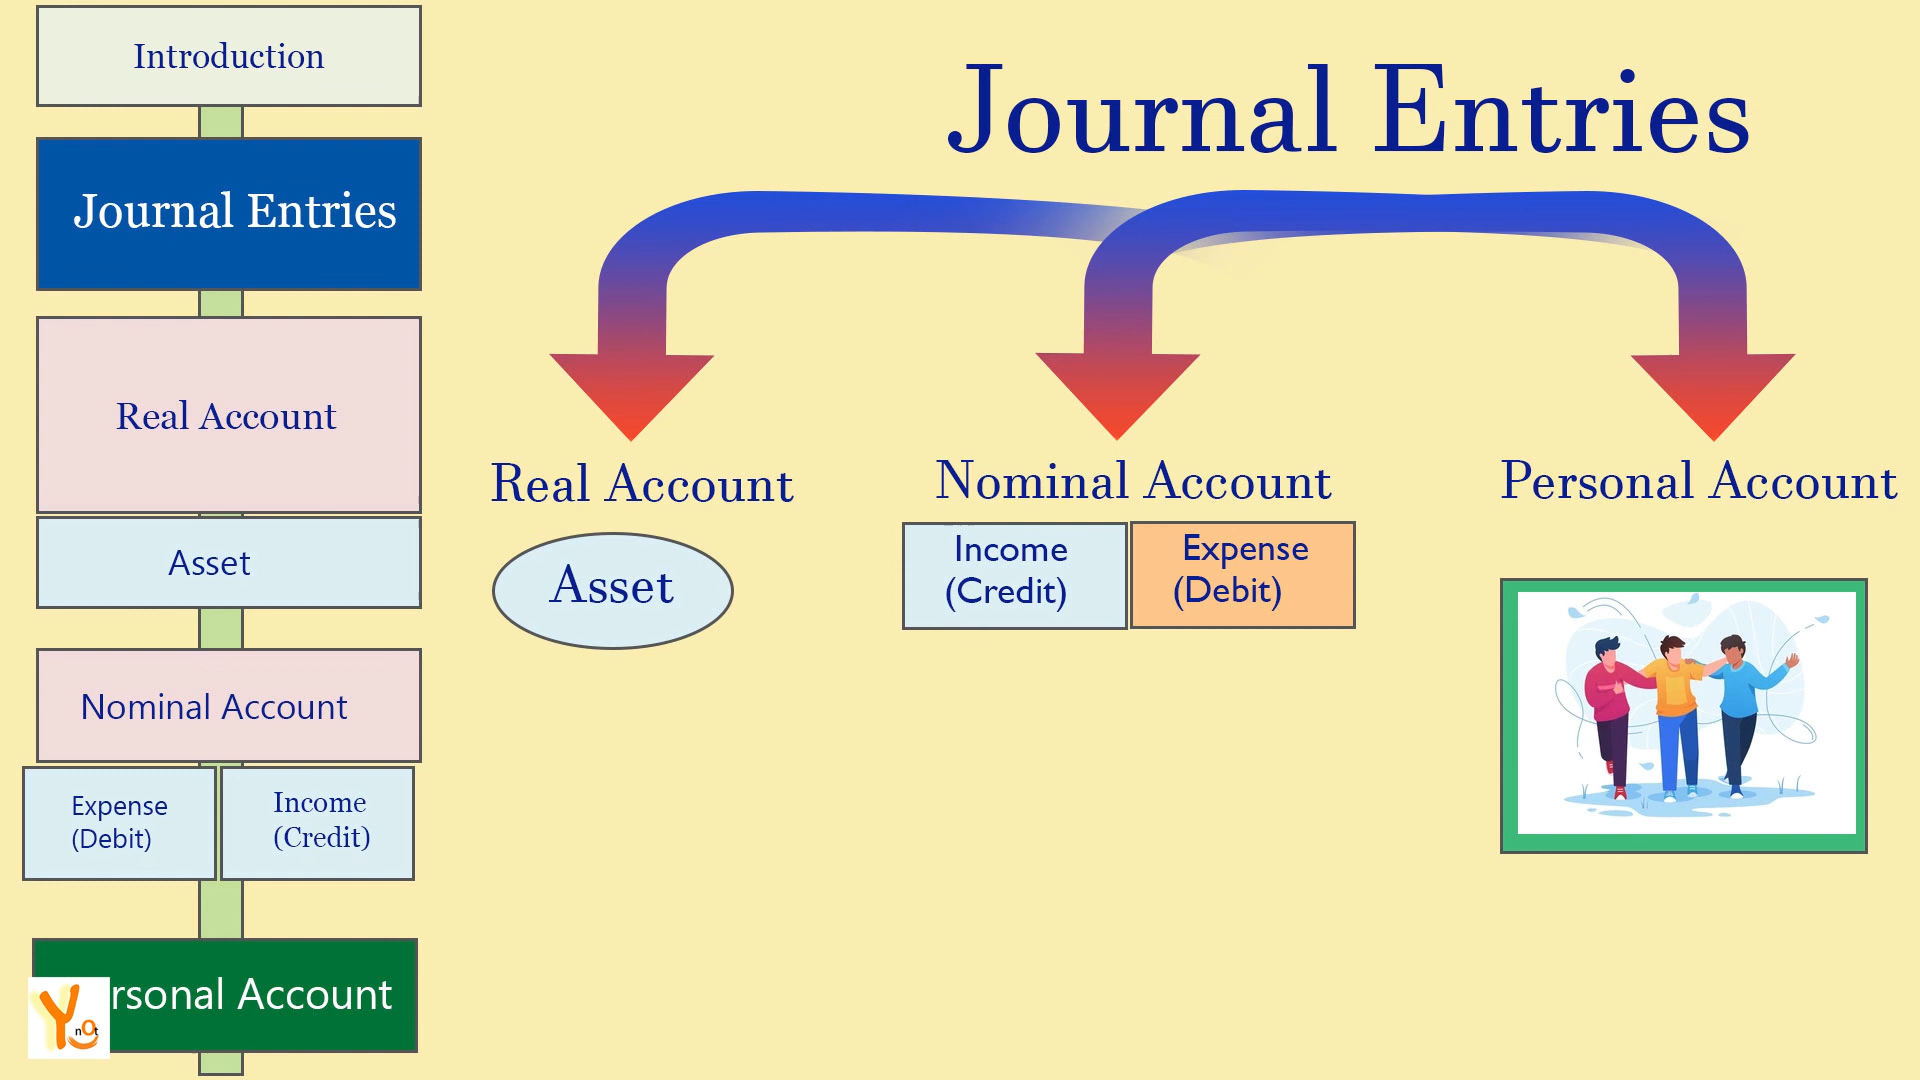 Introduction
Journal Entries
Real Account
Asset
Nominal Account
Expense
(Debit)
Income
(Credit)
rsonal Account
Y nOt
Journal Entries
Real Account
Nominal Account
Personal Account
Asset
Income
(Credit)
Expense
(Debit)